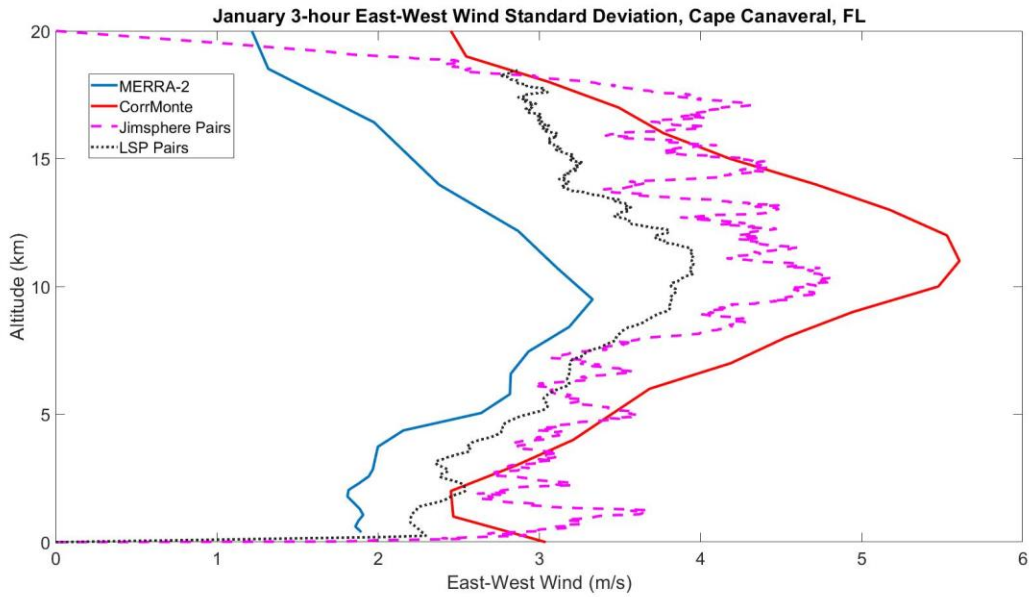 January 3-hour East-West Wind Standard Deviation, Cape Canaveral, FL
20
15
10
5
0
Altitude (km)
MERRA-2
CorrMonte
Jimsphere Pairs
LSP Pairs
0 1 2 3 4 5 6
East-West Wind (m/s)